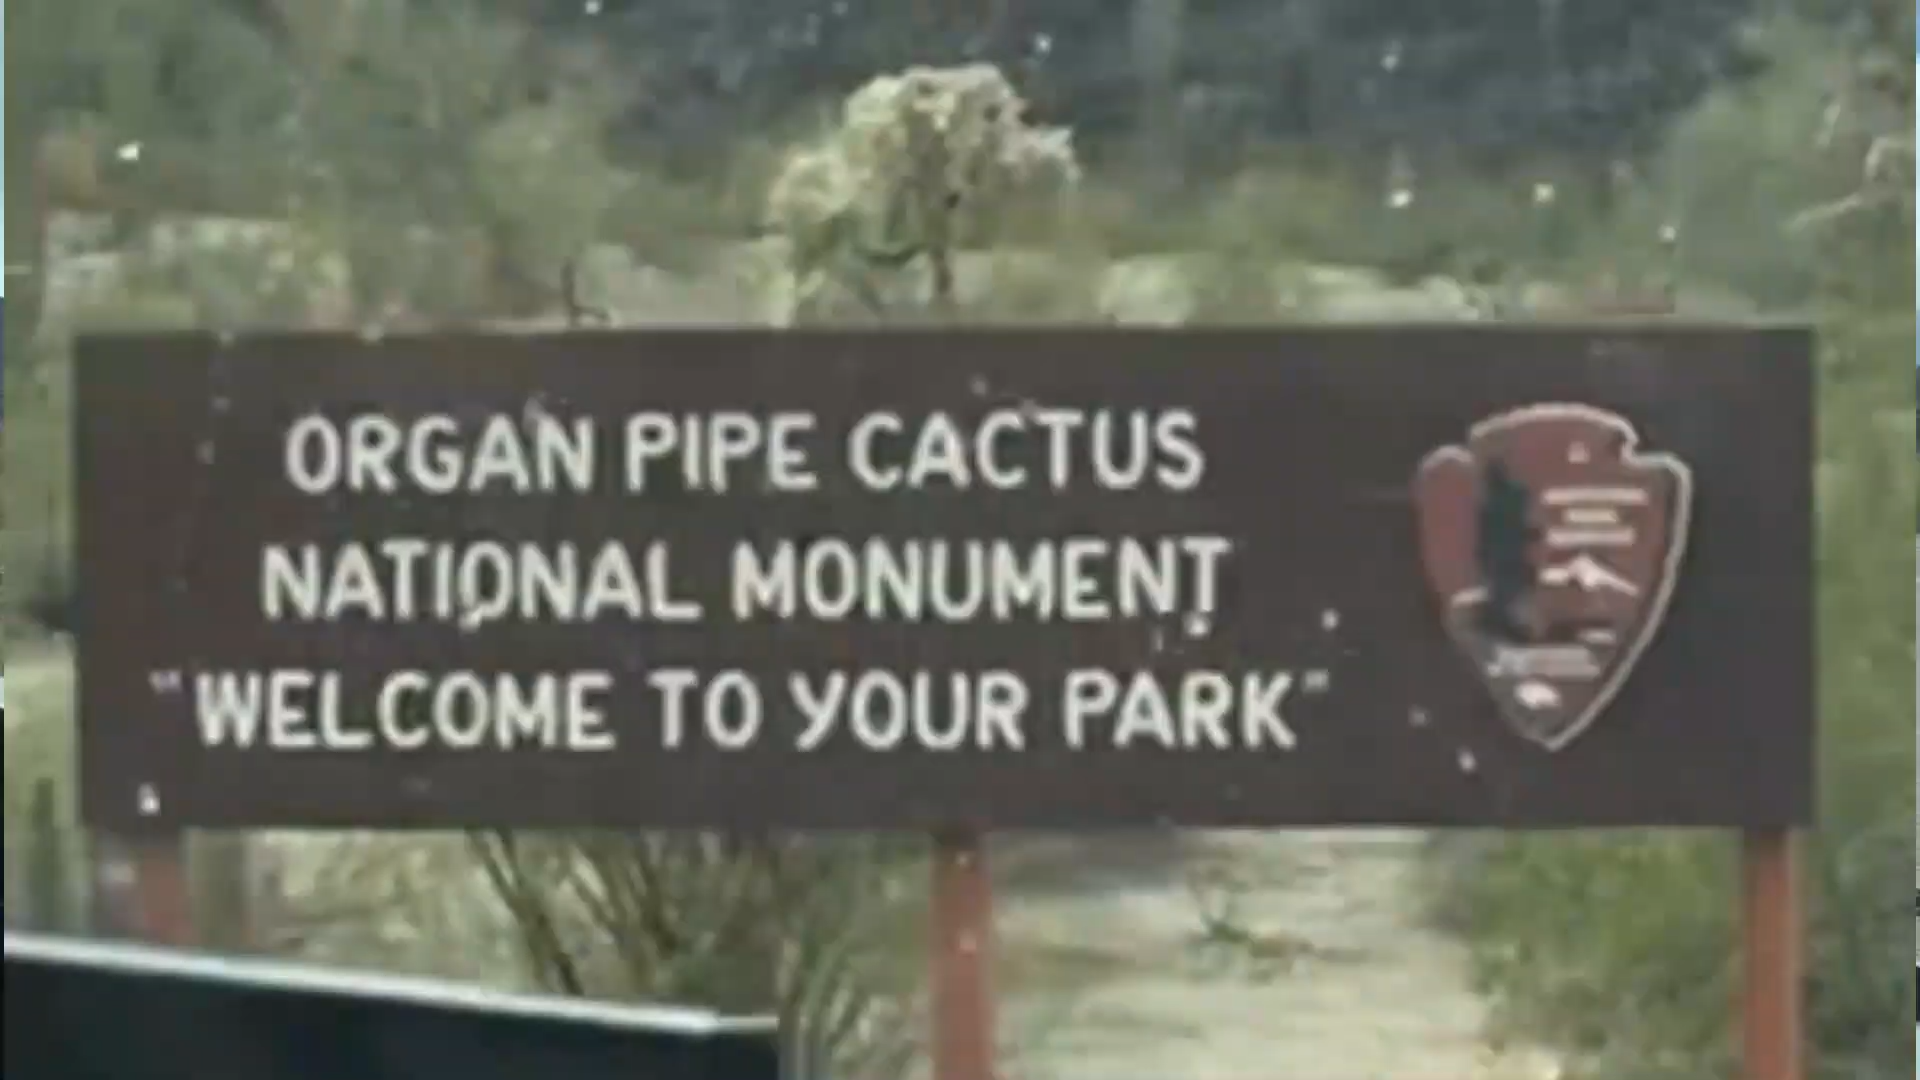 ORGAN PIPE CACTUS
NATIONAL MONUMENT
"WELCOME TO YOUR PARK"